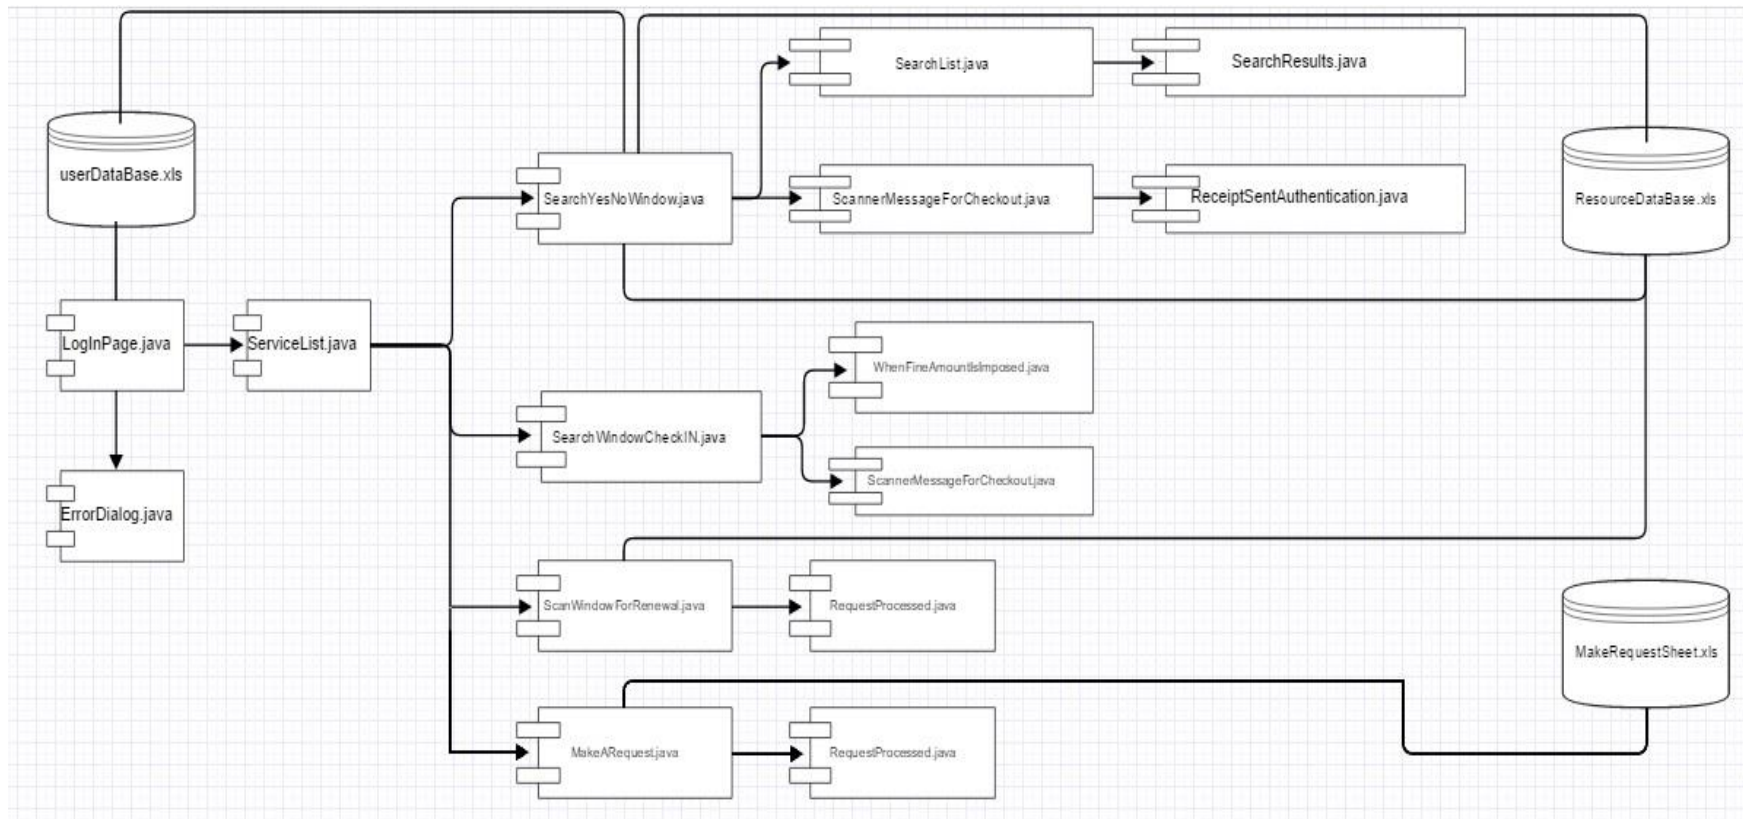 SearchList.java
SearchResults.java
userDataBase.xls
SearchYesNoWindow.java
ScannerMessageForCheckout.java
ReceiptSentAuthentication.java
ResourceDataBase.xls
LogInPage.java
ServiceList.java
WhenFineAmountIsImposed.java
SearchWindowCheckIN.java
ScannerMessageForCheckout.java
ErrorDialog.java
ScanWindowForRenewal.java
RequestProcessed.java
MakeRequestSheet.xls
MakeARequest.java
RequestProcessed.java